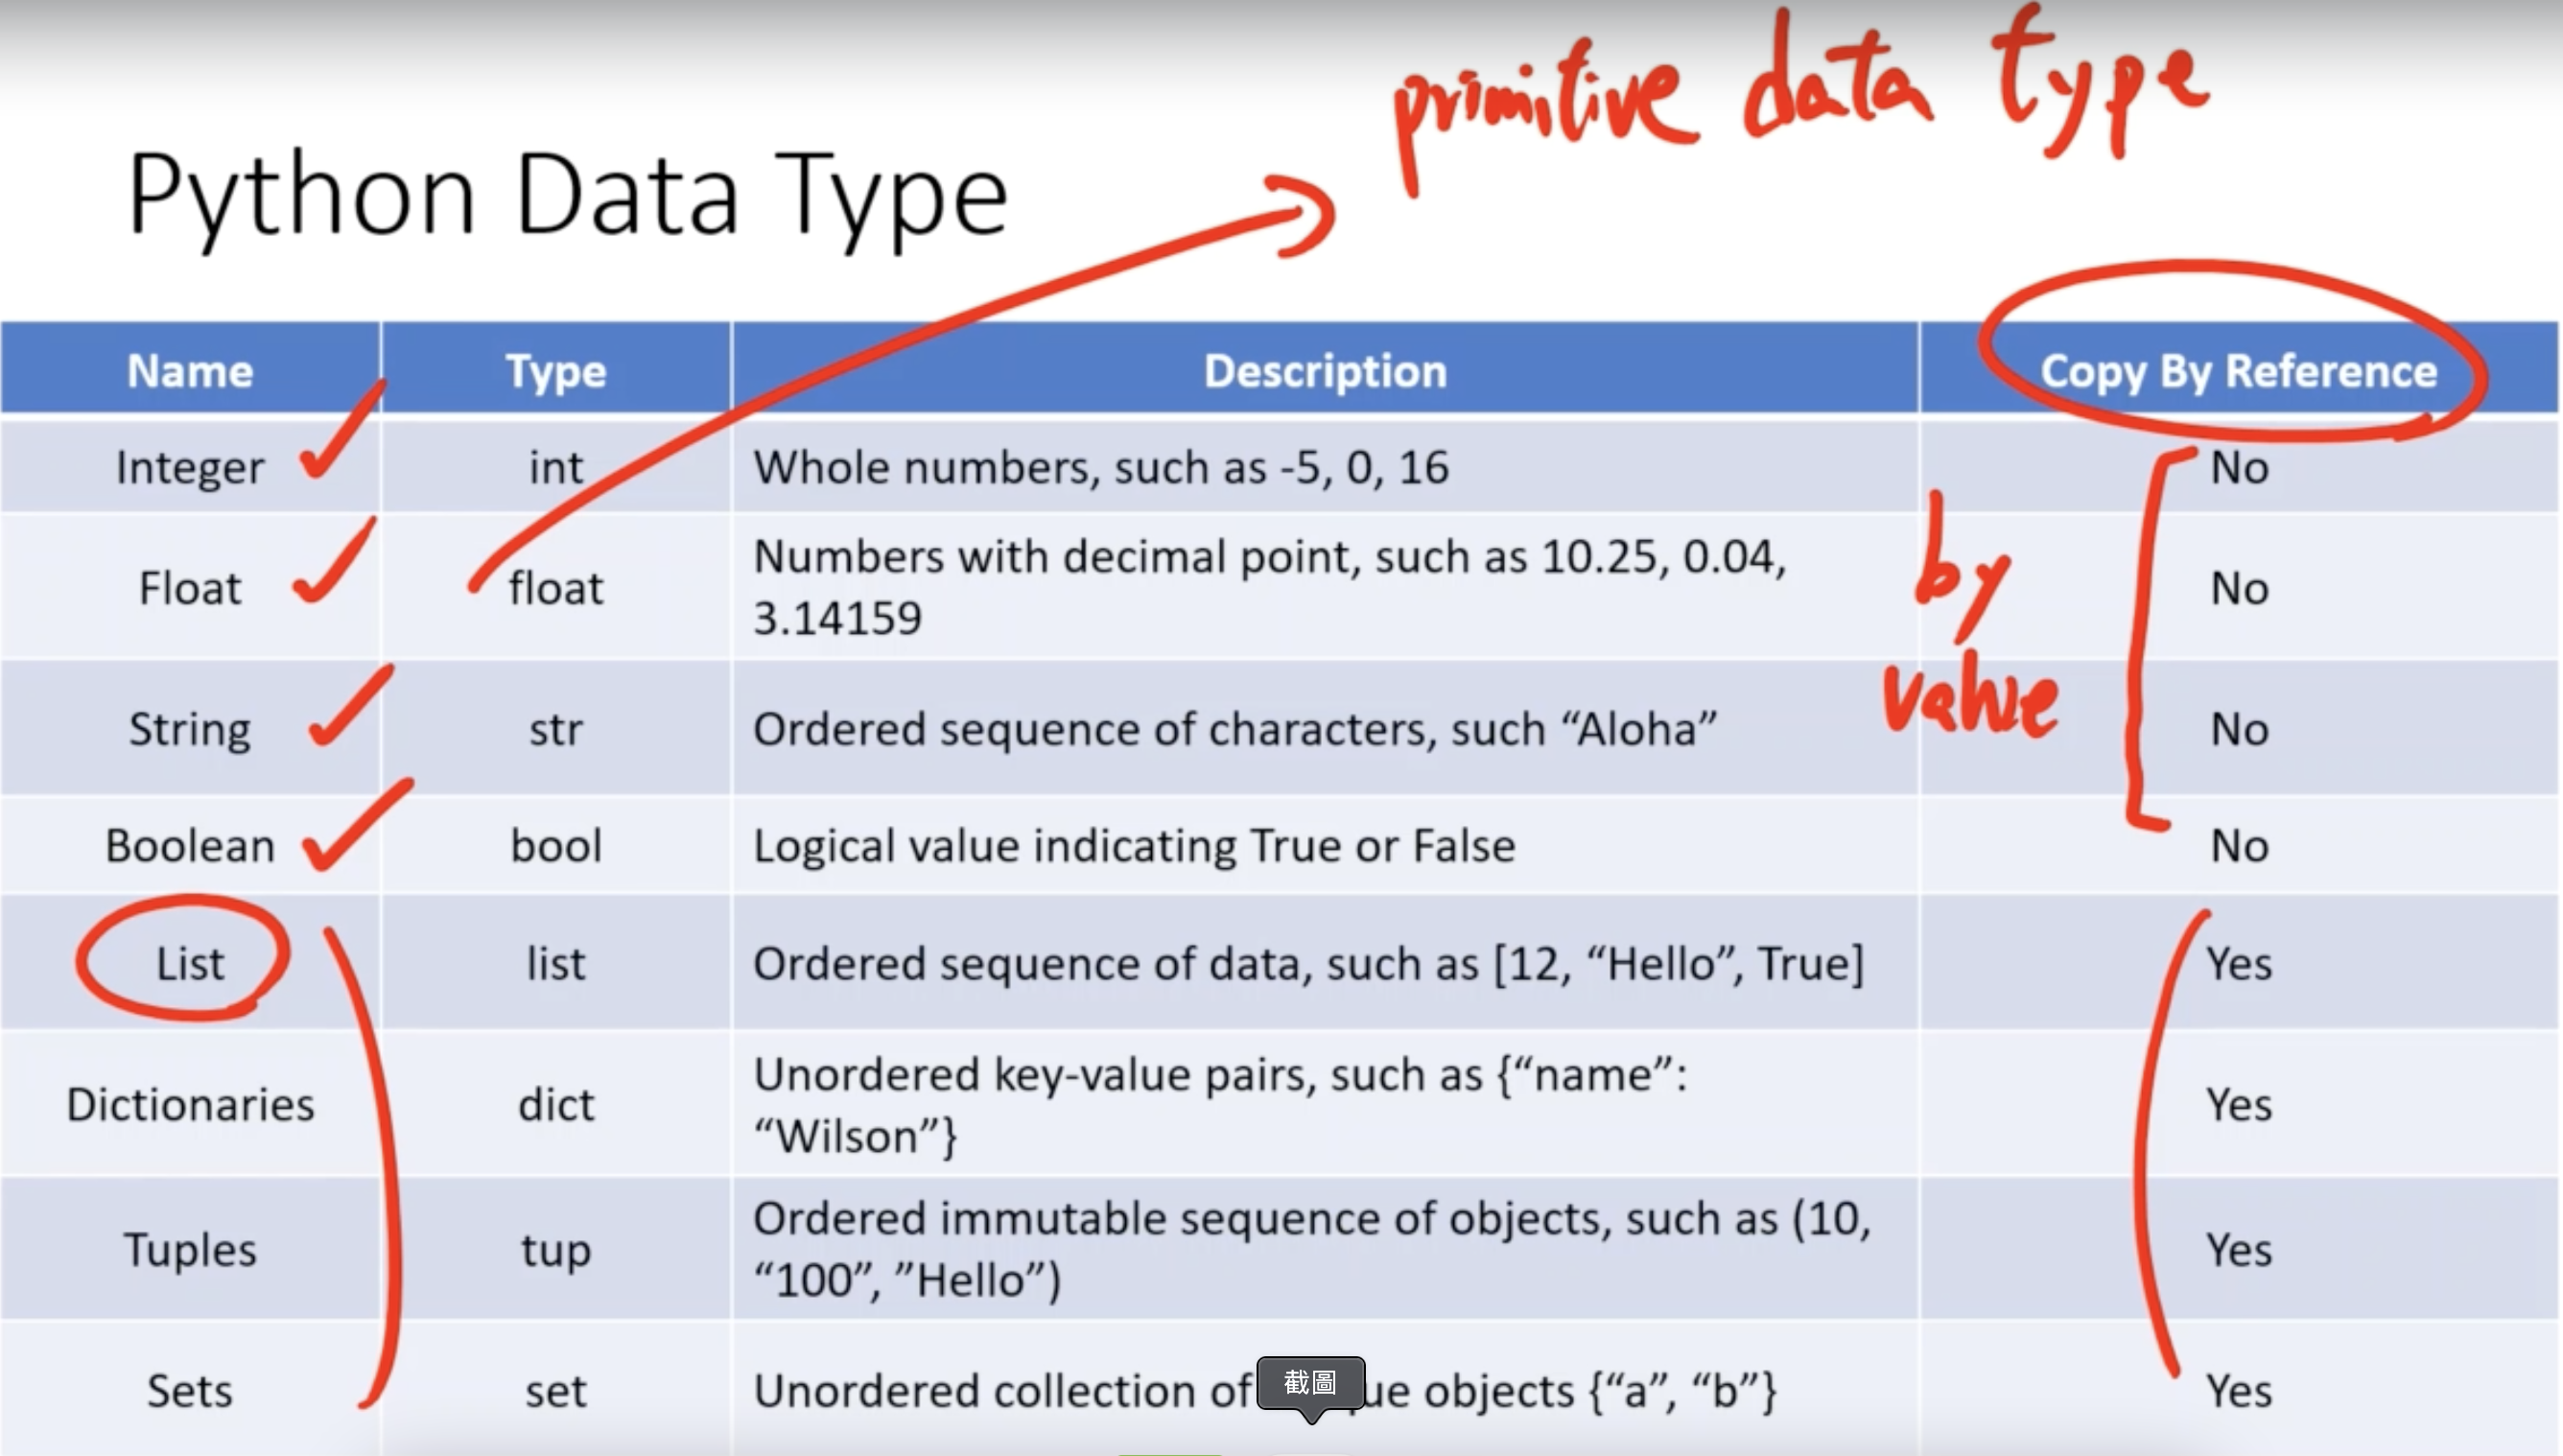 primitive data type
Python Data Type
Name Type Description Copy By Reference
Integer int Whole numbers, such as -5, 0, 16 No
Float float Numbers with decimal point, such as 10.25, 0.04,
3.14159 No
by
value
String str Ordered sequence of characters, such “Aloha” No
Boolean bool Logical value indicating True or False No
List list Ordered sequence of data, such as [12, “Hello”, True] Yes
Dictionaries dict Unordered key-value pairs, such as {“name”:
“Wilson”} Yes
Tuples tup Ordered immutable sequence of objects, such as (10,
“100”, ”Hello”) Yes
Sets set Unordered collection of objects {“a”, “b”} Yes
截圖